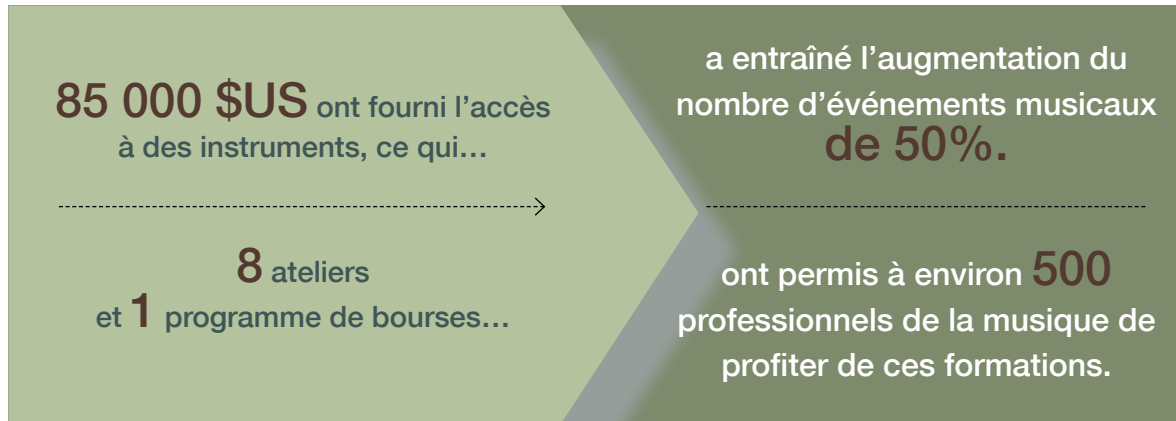 85 000 $US ont fourni l’accès
à des instruments, ce qui…
a entraîné l’augmentation du
nombre d’événements musicaux
de 50%.
8 ateliers
et 1 programme de bourses…
ont permis à environ 500
professionnels de la musique de
profiter de ces formations.